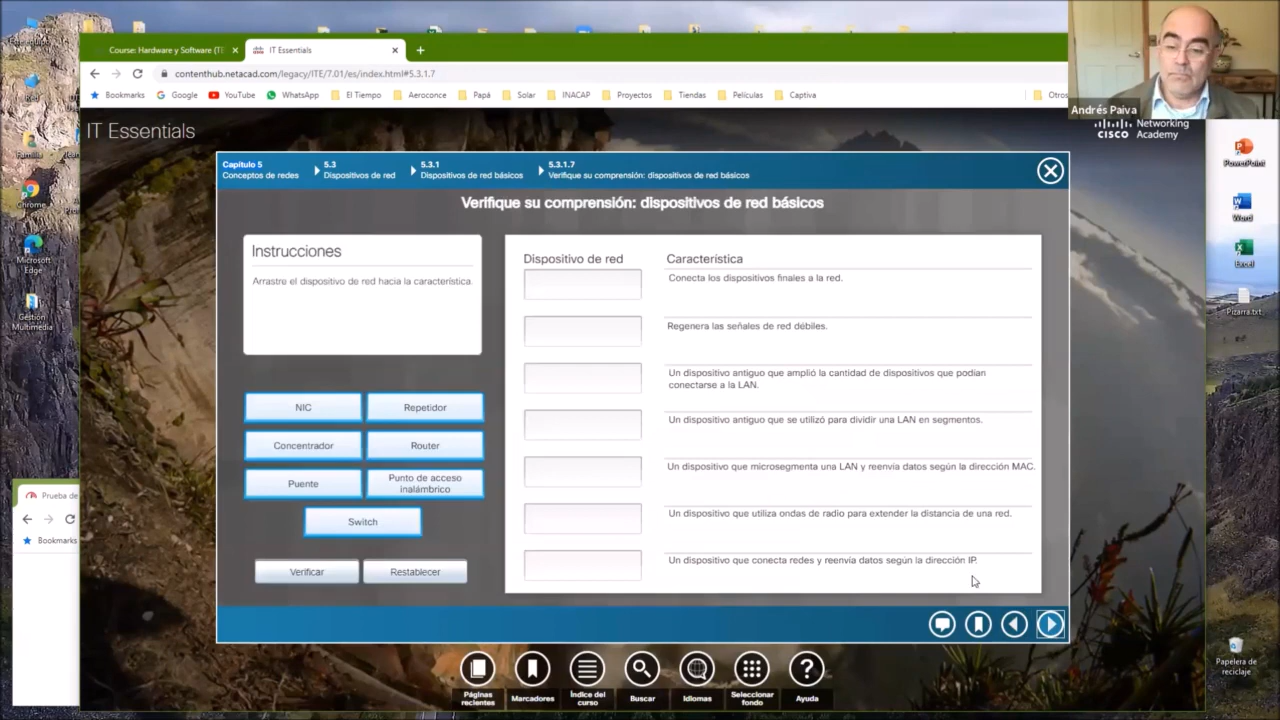 Course: Hardware y Software (TE
IT Essentials
contenthub.netacad.com/legacy/ITE/7.01/es/index.html#5.3.1.7
Bookmarks
Google
YouTube
WhatsApp
El Tiempo
Aeroconce
Papá
Solar
INACAP
Proyectos
Tiendas
Películas
Captiva
Otros
Andrés Paiva
IT Essentials
CISCO
Networking
Academy
Capítulo 5
Conceptos de redes
5.3
Dispositivos de red
5.3.1
Dispositivos de red básicos
5.3.1.7
Verifique su comprensión: dispositivos de red básicos
Verifique su comprensión: dispositivos de red básicos
Instrucciones
Arrastre el dispositivo de red hacia la característica.
NIC
Repetidor
Concentrador
Router
Puente
Punto de acceso
inalámbrico
Switch
Verificar
Restablecer
Dispositivo de red
Característica
Conecta los dispositivos finales a la red.
Regenera las señales de red débiles.
Un dispositivo antiguo que amplió la cantidad de dispositivos que podían
conectarse a la LAN.
Un dispositivo antiguo que se utilizó para dividir una LAN en segmentos.
Un dispositivo que microsegmenta una LAN y reenvía datos según la dirección MAC.
Un dispositivo que utiliza ondas de radio para extender la distancia de una red.
Un dispositivo que conecta redes y reenvía datos según la dirección IP.
Páginas
recientes
Marcadores
Índice del
curso
Buscar
Idiomas
Seleccionar
fondo
Ayuda
Red
Familia
Chrome
Microsoft
Edge
Gestión
Multimedia
Prueba de
Bookmarks
PowerPoint
Word
Excel
Pizarra.txt
Papelera de
reciclaje